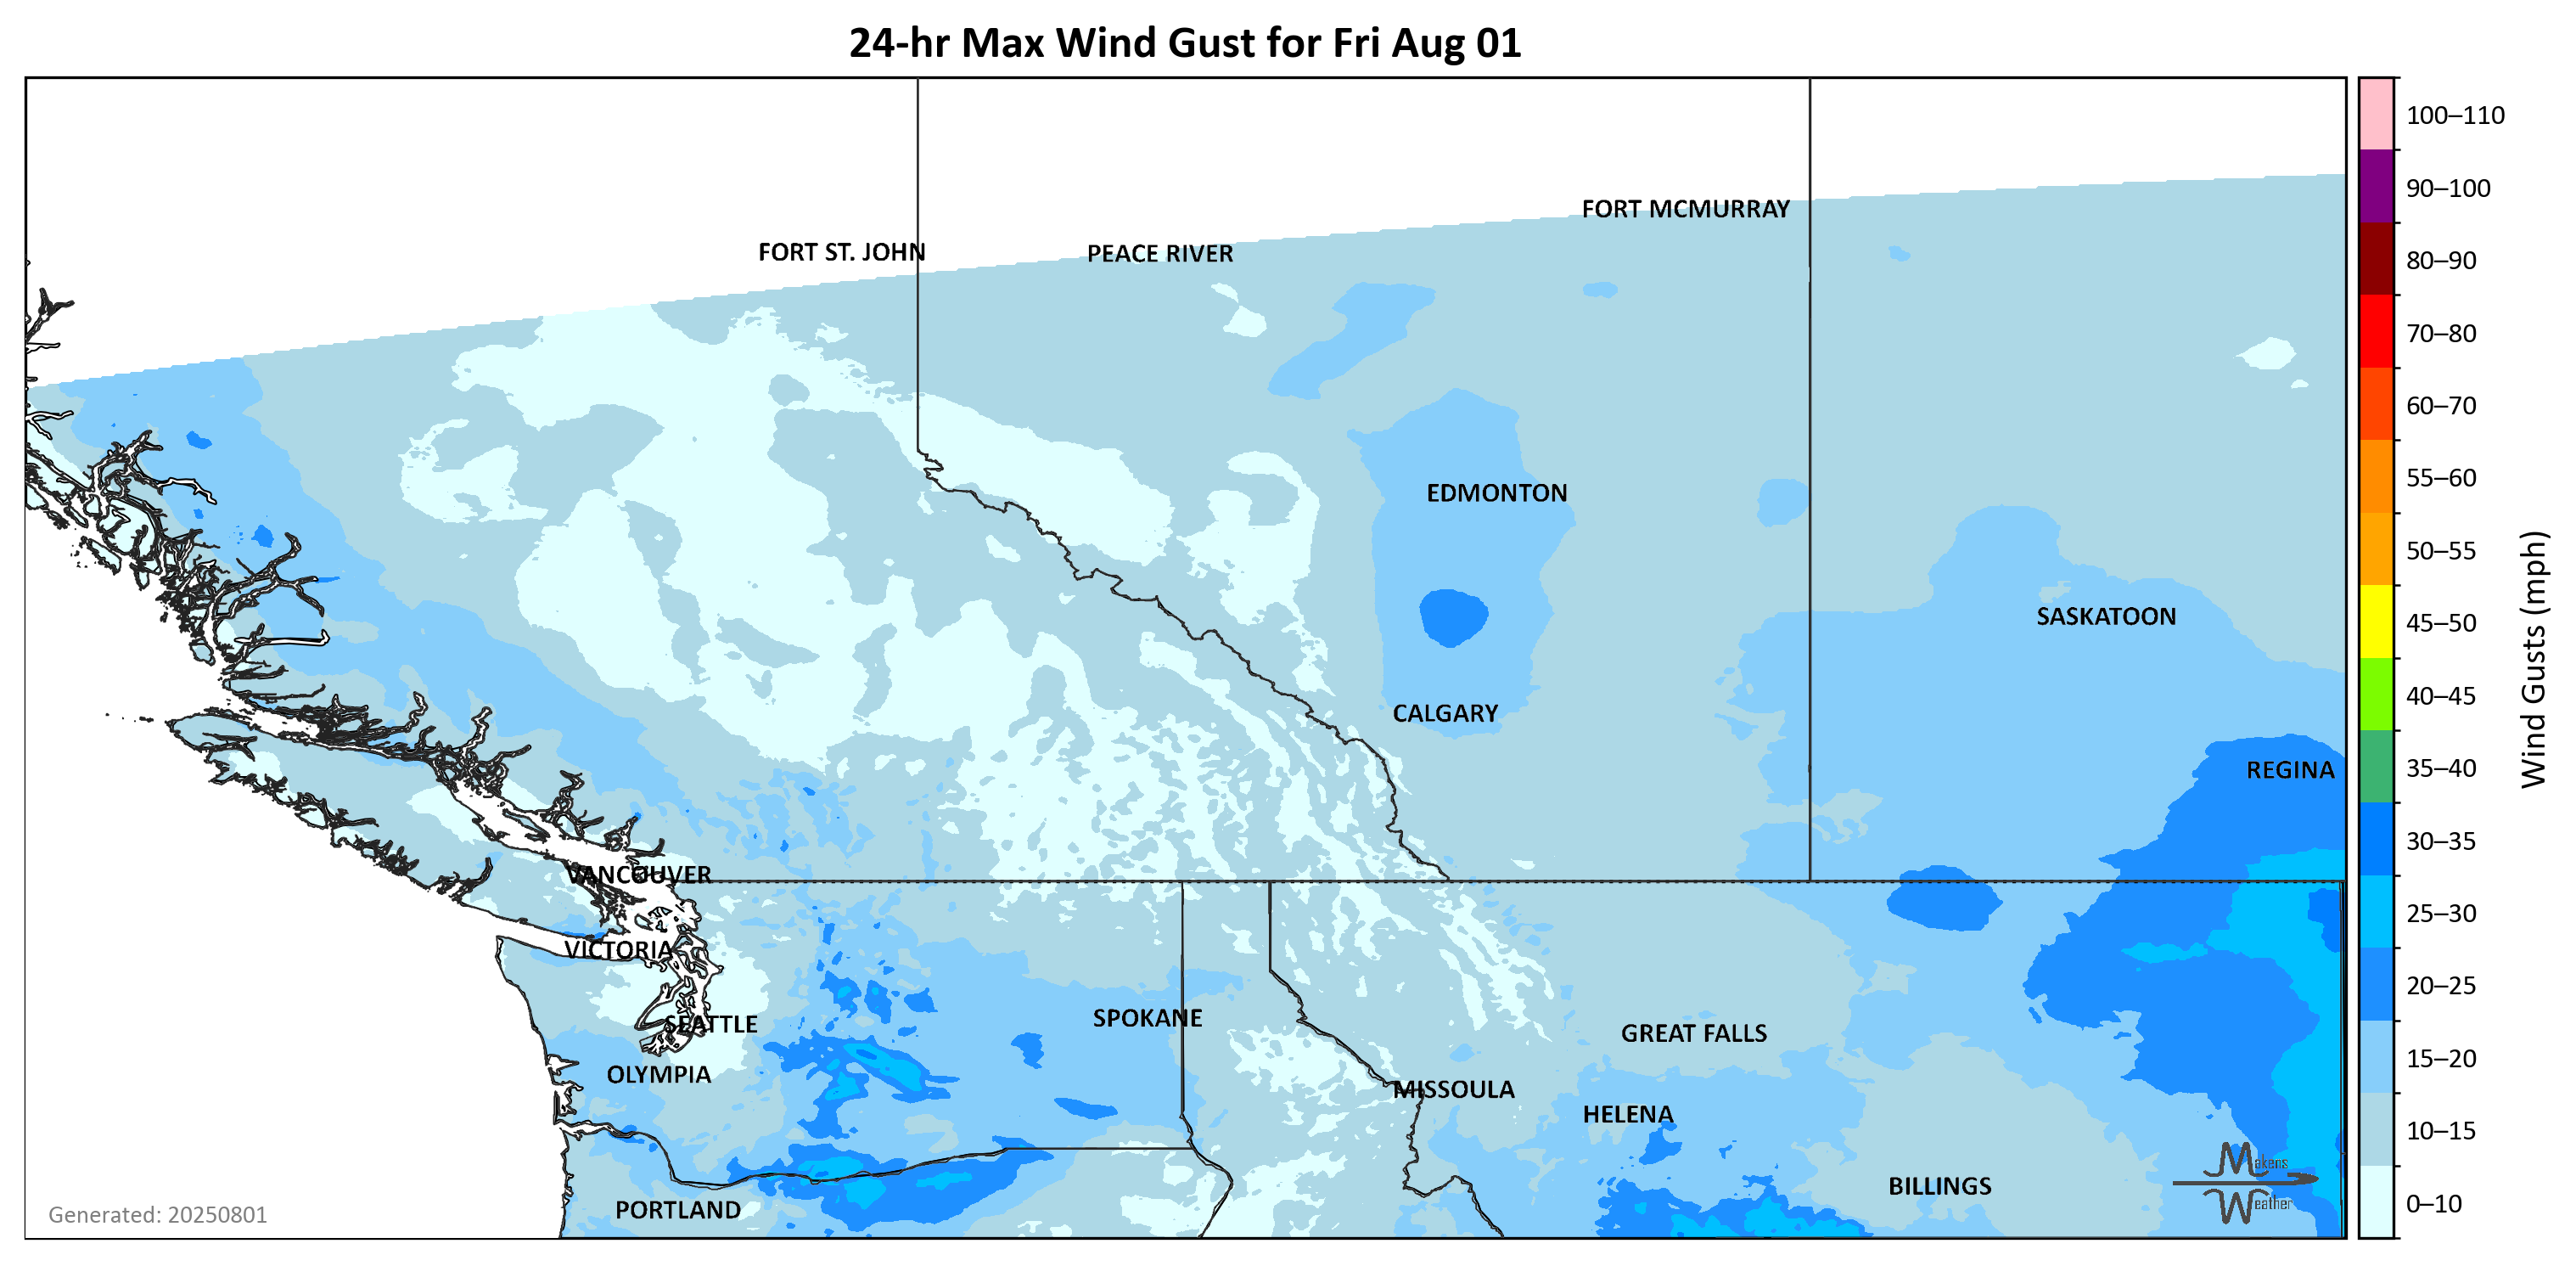 24-hr Max Wind Gust for Fri Aug 01
100–110
90–100
80–90
70–80
60–70
55–60
50–55
45–50
40–45
35–40
30–35
25–30
20–25
15–20
10–15
0–10
Wind Gusts (mph)
FORT MCMURRAY
FORT ST. JOHN
PEACE RIVER
EDMONTON
SASKATOON
CALGARY
REGINA
VANCOUVER
VICTORIA
SEATTLE
SPOKANE
GREAT FALLS
OLYMPIA
MISSOULA
HELENA
BILLINGS
PORTLAND
Makens
Weather
Generated: 20250801